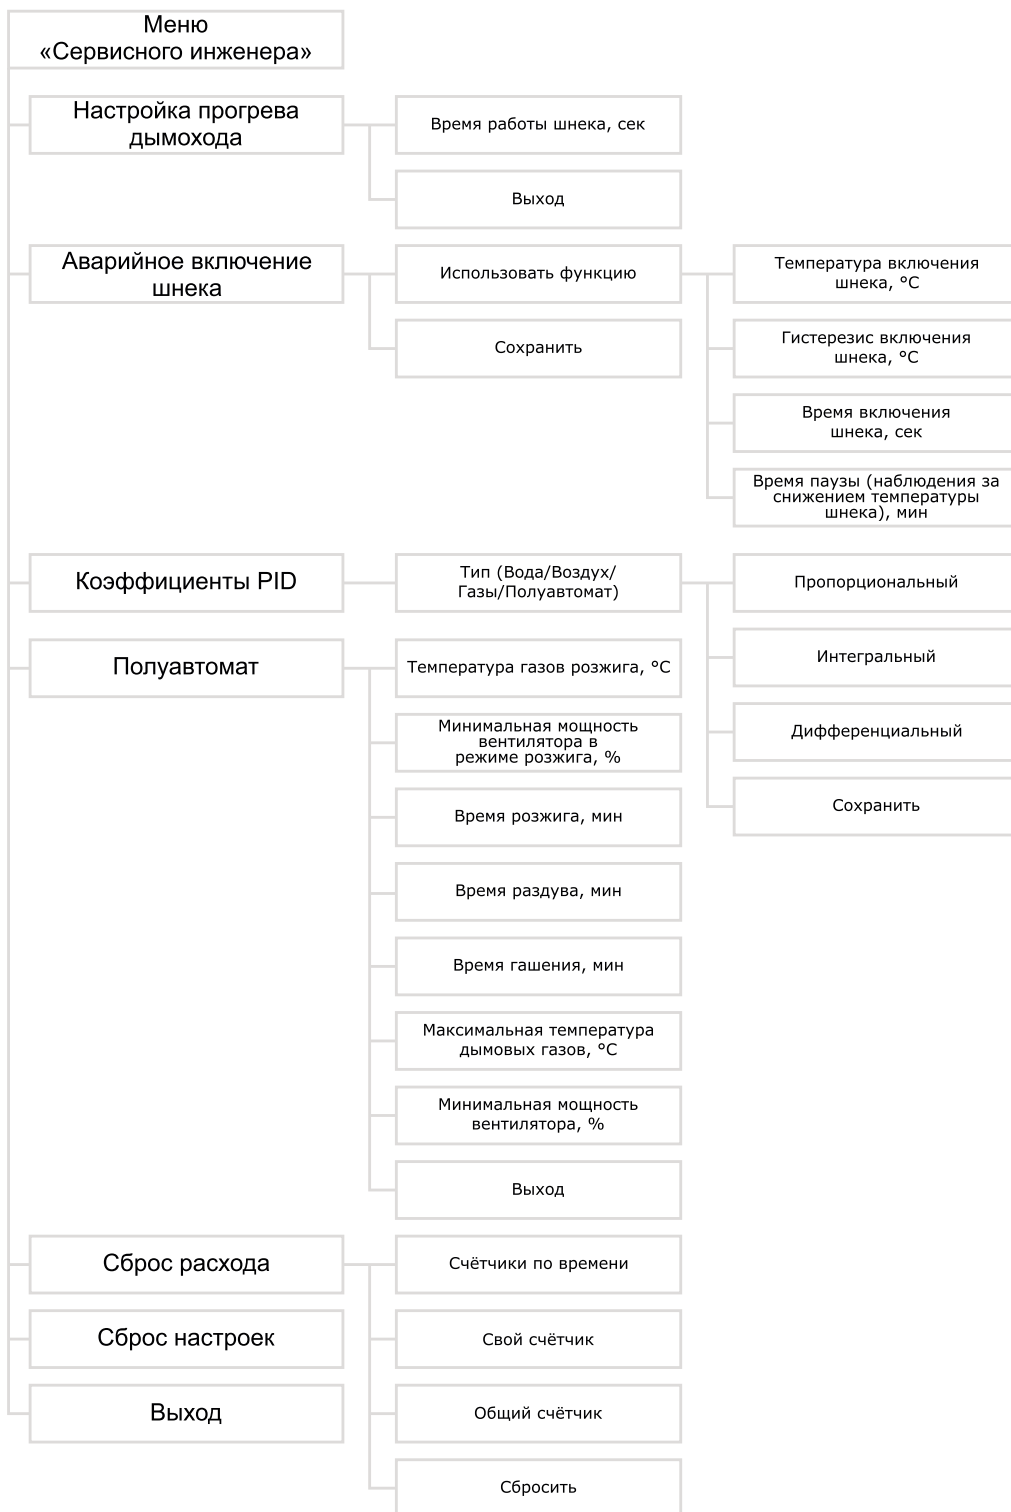 Меню
«Сервисного инженера»
Настройка прогрева
дымохода
Время работы шнека, сек
Выход
Аварийное включение
шнека
Использовать функцию
Температура включения
шнека, °C
Гистерезис включения
шнека, °C
Время включения
шнека, сек
Время паузы (наблюдения за
снижением температуры
шнека), мин
Сохранить
Коэффициенты PID
Тип (Вода/Воздух/
Газы/Полуавтомат)
Пропорциональный
Интегральный
Дифференциальный
Сохранить
Полуавтомат
Температура газов розжига, °C
Минимальная мощность
вентилятора в
режиме розжига, %
Время розжига, мин
Время раздува, мин
Время гашения, мин
Максимальная температура
дымовых газов, °C
Минимальная мощность
вентилятора, %
Выход
Сброс расхода
Счётчики по времени
Свой счётчик
Общий счётчик
Сбросить
Сброс настроек
Выход